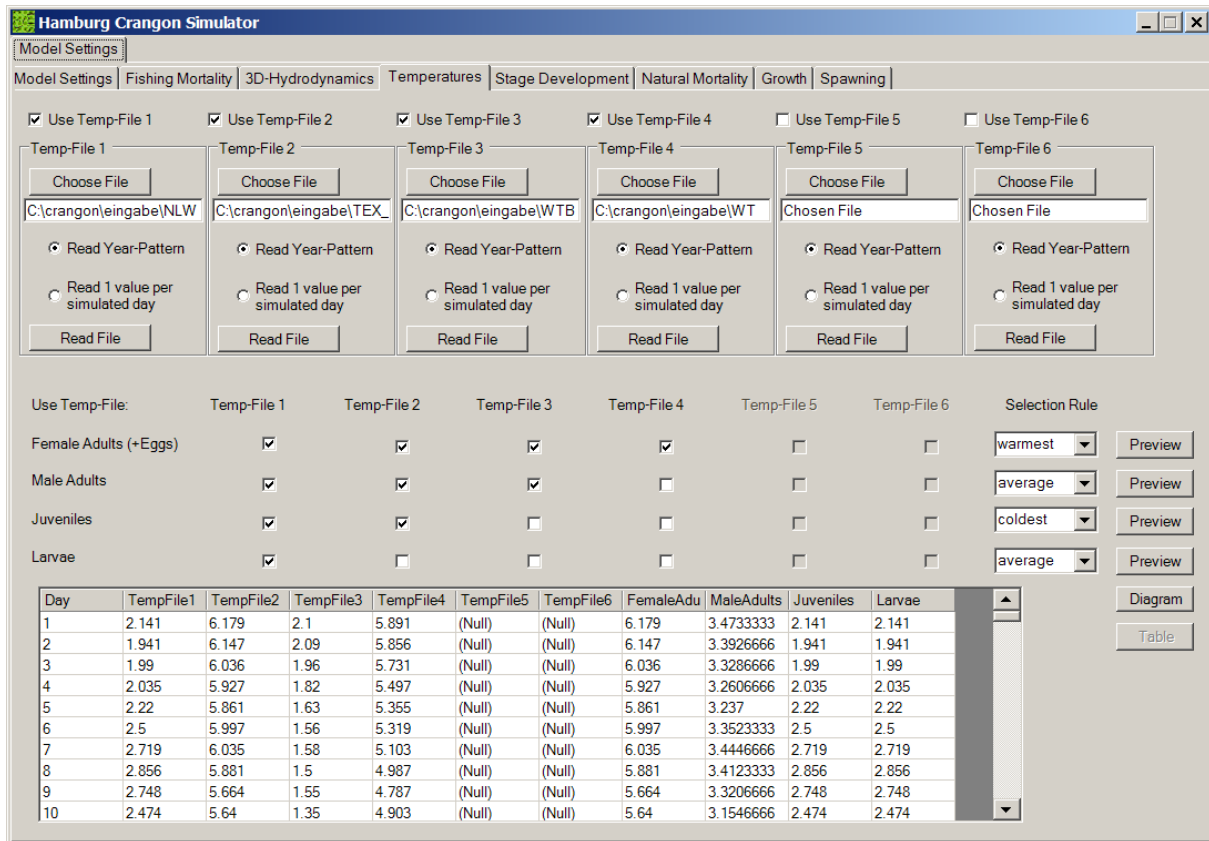 Hamburg Crangon Simulator
Model Settings
Model Settings Fishing Mortality 3D-Hydrodynamics Temperatures Stage Development Natural Mortality Growth Spawning
Use Temp-File 1 Use Temp-File 2 Use Temp-File 3 Use Temp-File 4 Use Temp-File 5 Use Temp-File 6
Temp-File 1 Temp-File 2 Temp-File 3 Temp-File 4 Temp-File 5 Temp-File 6
Choose File Choose File Choose File Choose File Choose File Choose File
C:\crangon\eingabe\NLW C:\crangon\eingabe\TEX_ C:\crangon\eingabe\WTB C:\crangon\eingabe\WT Chosen File Chosen File
Read Year-Pattern Read Year-Pattern Read Year-Pattern Read Year-Pattern Read Year-Pattern Read Year-Pattern
Read 1 value per Read 1 value per Read 1 value per Read 1 value per Read 1 value per Read 1 value per
simulated day simulated day simulated day simulated day simulated day simulated day
Read File Read File Read File Read File Read File Read File
Use Temp-File: Temp-File 1 Temp-File 2 Temp-File 3 Temp-File 4 Temp-File 5 Temp-File 6 Selection Rule
Female Adults (+Eggs) warmest Preview
Male Adults average Preview
Juveniles coldest Preview
Larvae average Preview
Day TempFile1 TempFile2 TempFile3 TempFile4 TempFile5 TempFile6 FemaleAdu MaleAdults Juveniles Larvae Diagram
1 2.141 6.179 2.1 5.891 (Null) (Null) 6.179 3.4733333 2.141 2.141
2 1.941 6.147 2.09 5.856 (Null) (Null) 6.147 3.3926666 1.941 1.941 Table
3 1.99 6.036 1.96 5.731 (Null) (Null) 6.036 3.3286666 1.99 1.99
4 2.035 5.927 1.82 5.497 (Null) (Null) 5.927 3.2606666 2.035 2.035
5 2.22 5.861 1.63 5.355 (Null) (Null) 5.861 3.237 2.22 2.22
6 2.5 5.997 1.56 5.319 (Null) (Null) 5.997 3.3523333 2.5 2.5
7 2.719 6.035 1.58 5.103 (Null) (Null) 6.035 3.4446666 2.719 2.719
8 2.856 5.881 1.5 4.987 (Null) (Null) 5.881 3.4123333 2.856 2.856
9 2.748 5.664 1.55 4.787 (Null) (Null) 5.664 3.3206666 2.748 2.748
10 2.474 5.64 1.35 4.903 (Null) (Null) 5.64 3.1546666 2.474 2.474